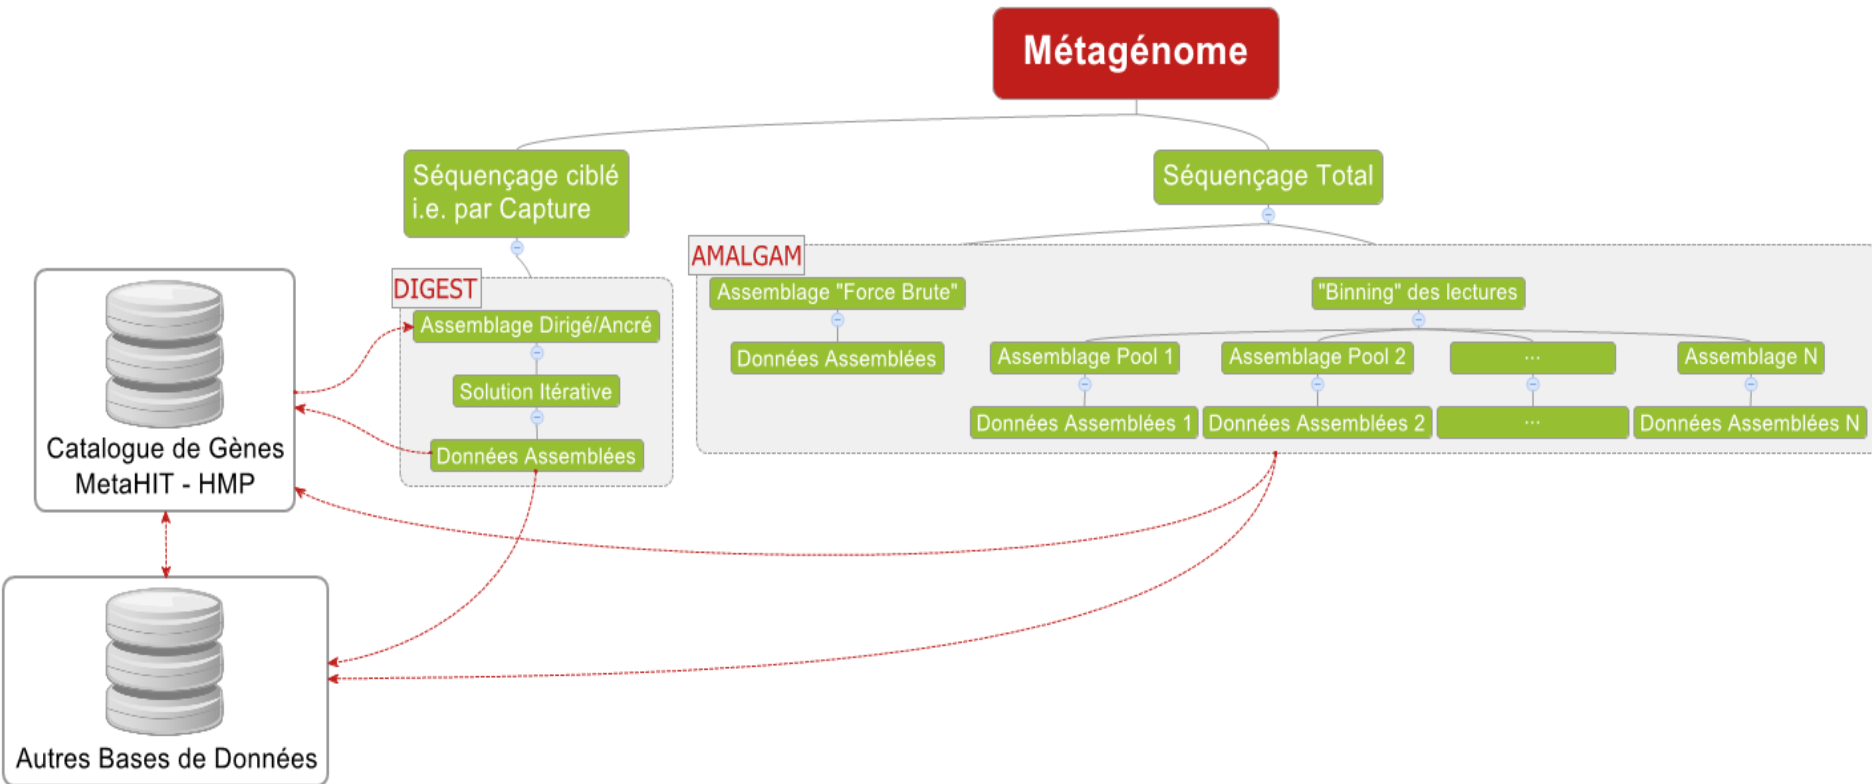 Métagénome
Séquençage ciblé
i.e. par Capture
Séquençage Total
DIGEST
Assemblage Dirigé/Ancré
Solution Itérative
Données Assemblées
AMALGAM
Assemblage "Force Brute"
Données Assemblées
"Binning" des lectures
Assemblage Pool 1
Assemblage Pool 2
...
Assemblage N
Données Assemblées 1
Données Assemblées 2
...
Données Assemblées N
Catalogue de Gènes
MetaHIT - HMP
Autres Bases de Données